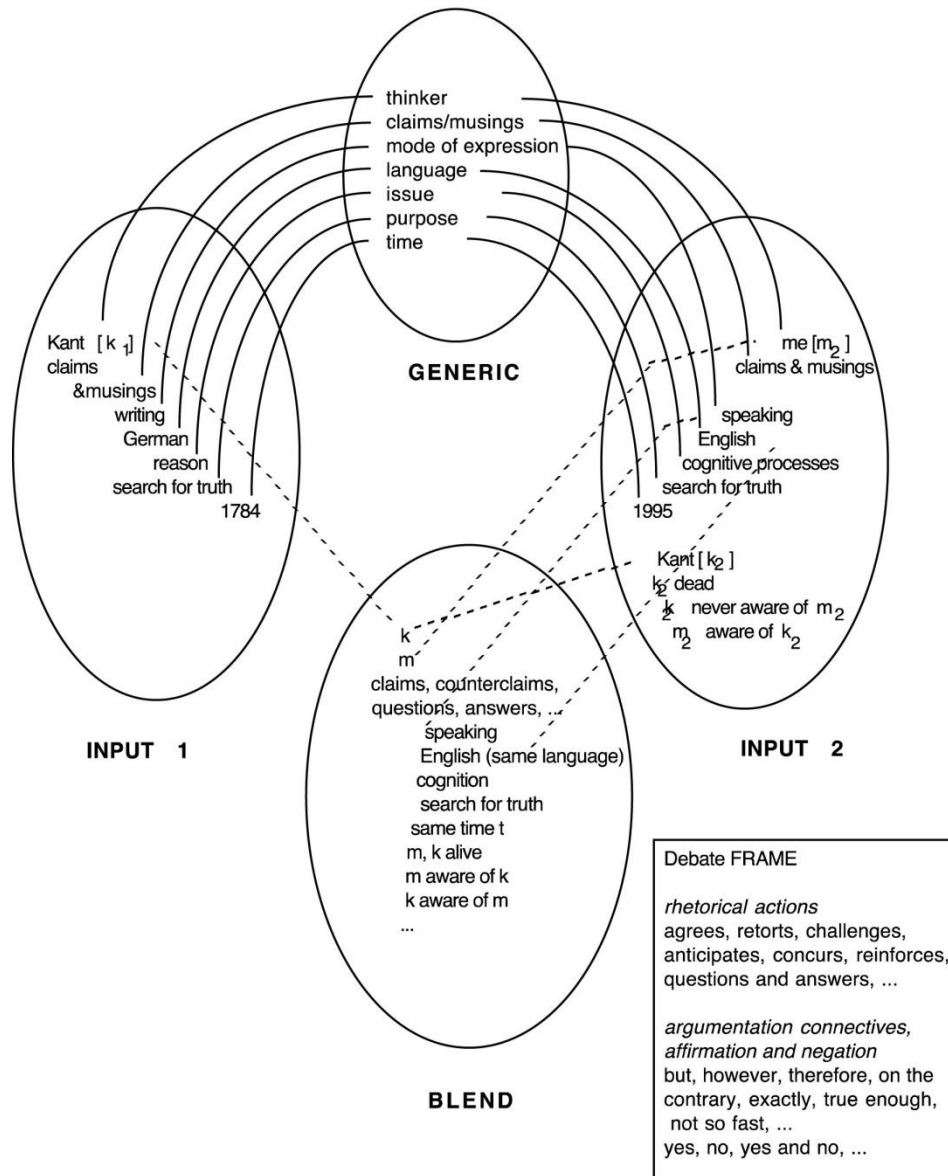 thinker
claims/musings
mode of expression
language
issue
purpose
time
GENERIC
Kant [ k 1]
claims
&musings
writing
German
reason
search for truth
1784
INPUT 1
me [m2 ]
claims & musings
speaking
English
cognitive processes
search for truth
1995
Kant [ k2 ]
k2 dead
k2 never aware of m2
m2 aware of k2
INPUT 2
k
m
claims, counterclaims,
questions, answers, ...
speaking
English (same language)
cognition
search for truth
same time t
m, k alive
m aware of k
k aware of m
...
BLEND
Debate FRAME
rhetorical actions
agrees, retorts, challenges,
anticipates, concurs, reinforces,
questions and answers, ...
argumentation connectives,
affirmation and negation
but, however, therefore, on the
contrary, exactly, true enough,
not so fast, ...
yes, no, yes and no, ...